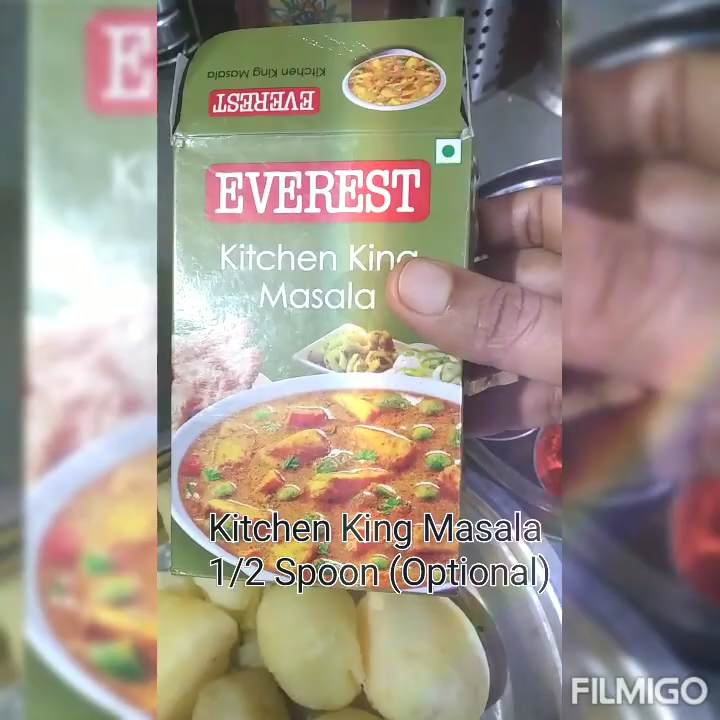 Kitchen King Masala
EVEREST
EVEREST
Kitchen King
Masala
Kitchen King Masala
1/2 Spoon (Optional)
FILMIGO